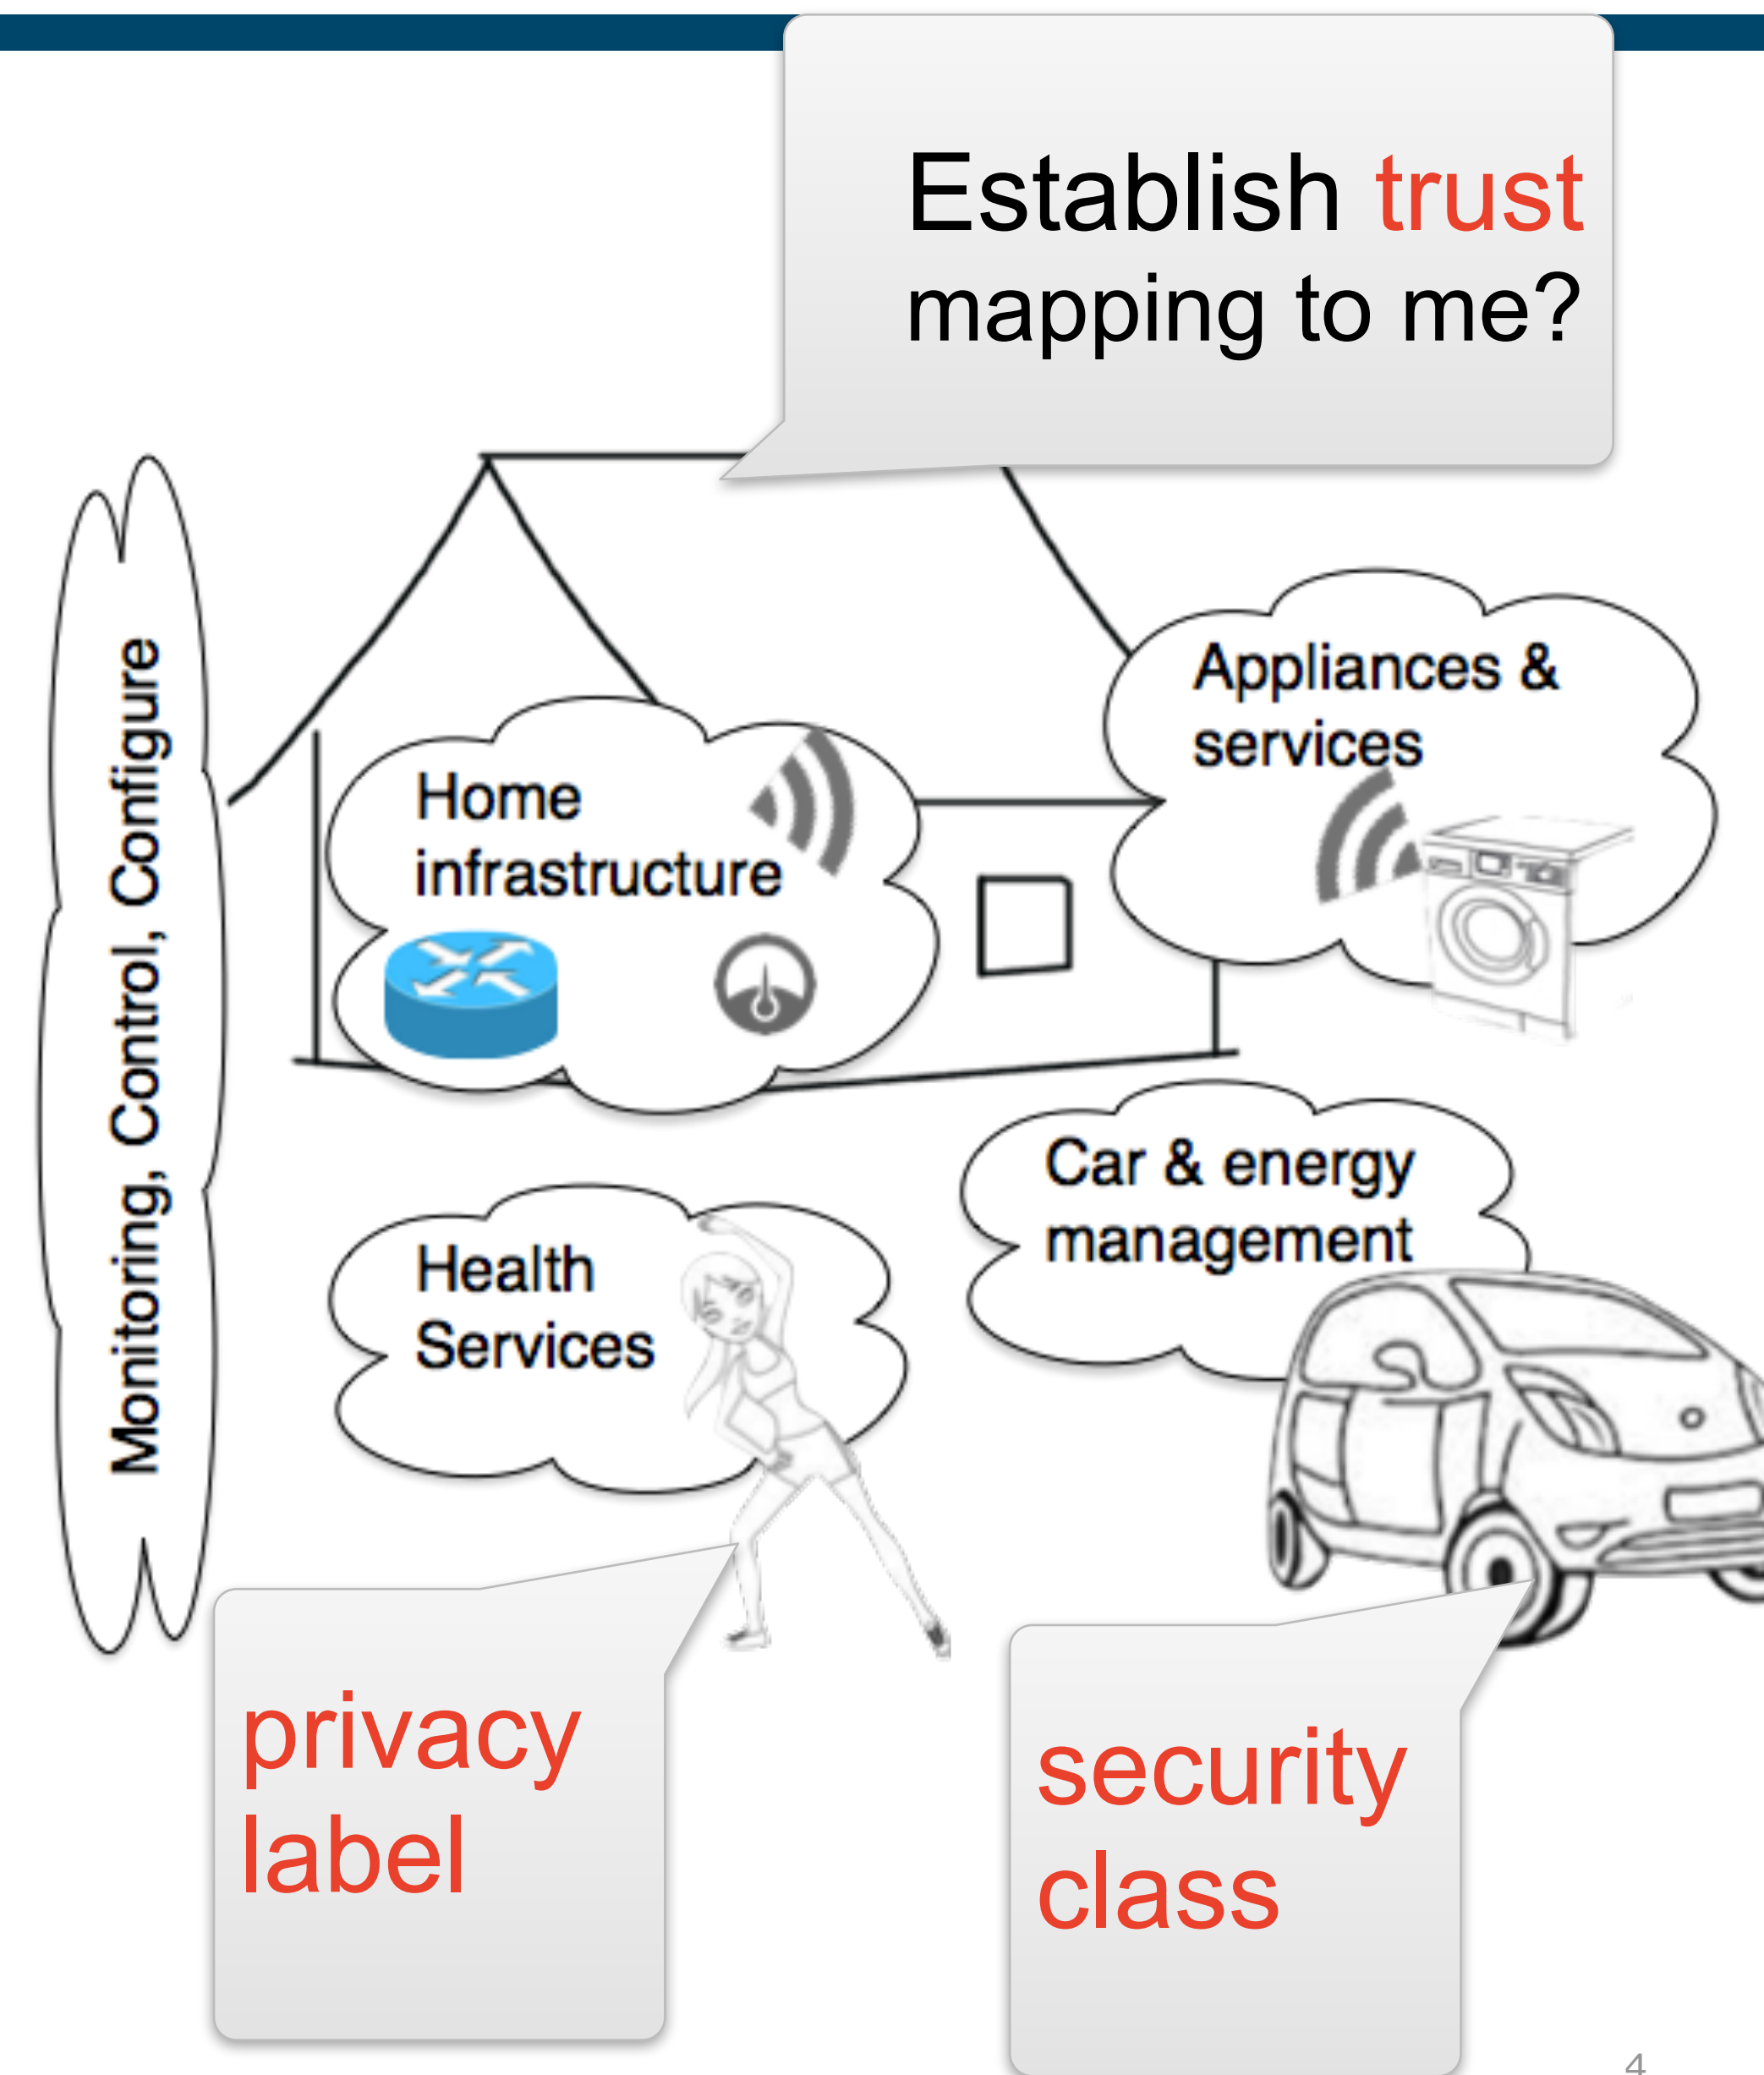 Establish trust
mapping to me?
Monitoring, Control, Configure
Appliances &
services
Home
infrastructure
Car & energy
management
Health
Services
privacy
label
security
class
4